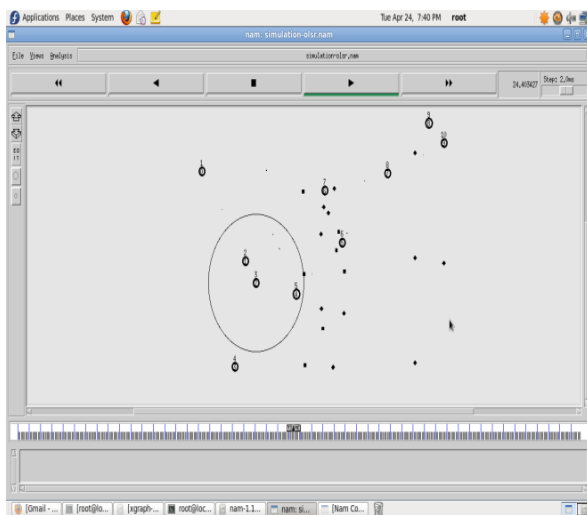 Applications Places System
Tue Apr 24, 7:40 PM root
nam: simulation-olsr.nam
File Views Analysis
simulation-olsr.nam
24.403427
Step: 2.0ms
9
10
1
8
7
6
2
3
5
4
[Gmail - ...
[root@lo...
[xgraph-...
[root@loc...
nam-1.1...
nam: si...
[Nam Co...